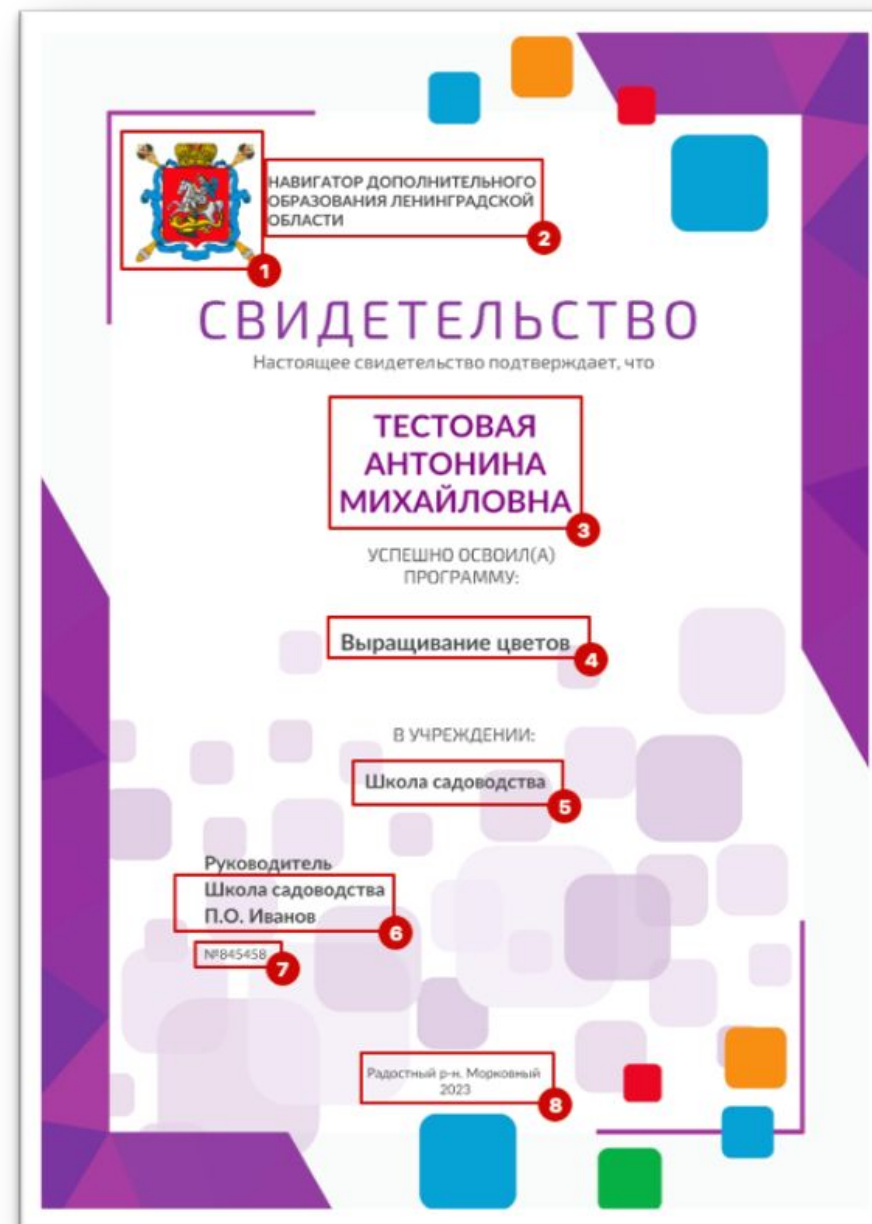 НАВИГАТОР ДОПОЛНИТЕЛЬНОГО
ОБРАЗОВАНИЯ ЛЕНИНГРАДСКОЙ
ОБЛАСТИ
1
2
СВИДЕТЕЛЬСТВО
Настоящее свидетельство подтверждает, что
ТЕСТОВАЯ
АНТОНИНА
МИХАЙЛОВНА
3
УСПЕШНО ОСВОИЛ(А)
ПРОГРАММУ:
Выращивание цветов
4
В УЧРЕЖДЕНИИ:
Школа садоводства
5
Руководитель
Школа садоводства
П.О. Иванов
6
№845458
7
Радостный р-н. Морковный
2023
8